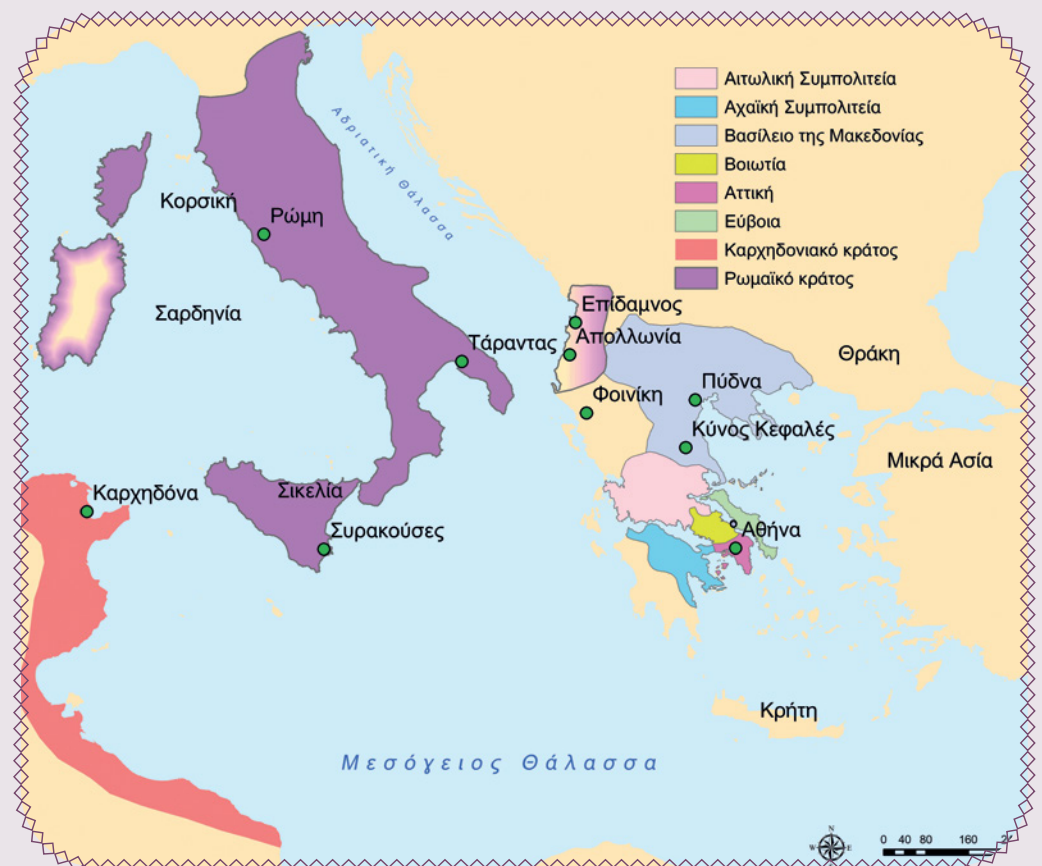 Αιτωλική Συμπολιτεία
Αχαϊκή Συμπολιτεία
Βασίλειο της Μακεδονίας
Βοιωτία
Αττική
Εύβοια
Καρχηδονιακό κράτος
Ρωμαϊκό κράτος
Αδριατική Θάλασσα
Κορσική
Ρώμη
Σαρδηνία
Επίδαμνος
Τάραντας
Απολλωνία
Θράκη
Φοινίκη
Πύδνα
Κύνος Κεφαλές
Μικρά Ασία
Καρχηδόνα
Σικελία
Συρακούσες
Αθήνα
Κρήτη
Μεσόγειος Θάλασσα
N
W E
S
0 40 80 160